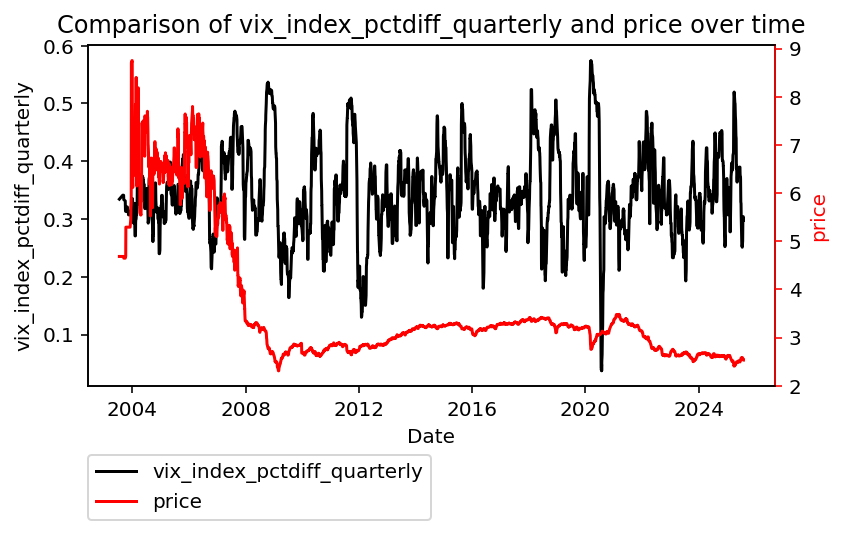 Comparison of vix_index_pctdiff_quarterly and price over time
vix_index_pctdiff_quarterly
0.6
0.5
0.4
0.3
0.2
0.1
9
8
7
6
5
4
3
2
price
2004 2008 2012 2016 2020 2024
Date
vix_index_pctdiff_quarterly
price